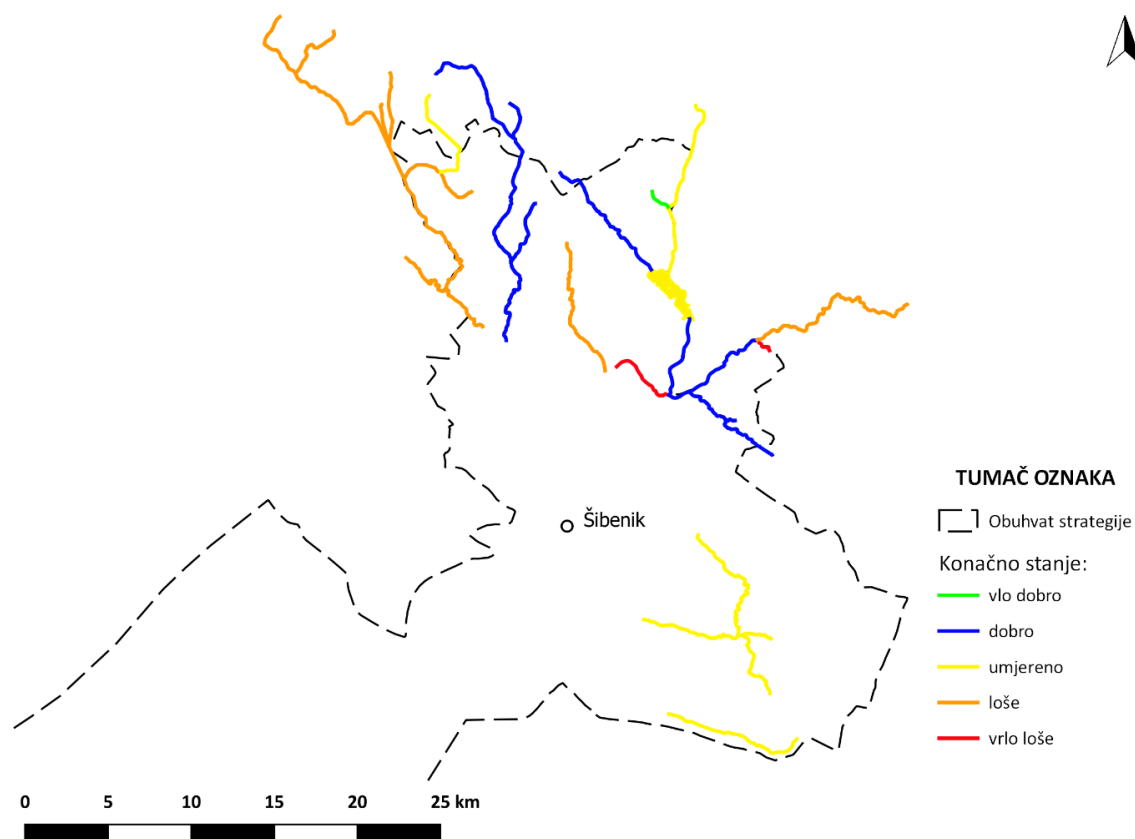 Šibenik
TUMAČ OZNAKA
Obuhvat strategije
Konačno stanje:
vlo dobro
dobro
umjereno
loše
vrlo loše
0 5 10 15 20 25 km